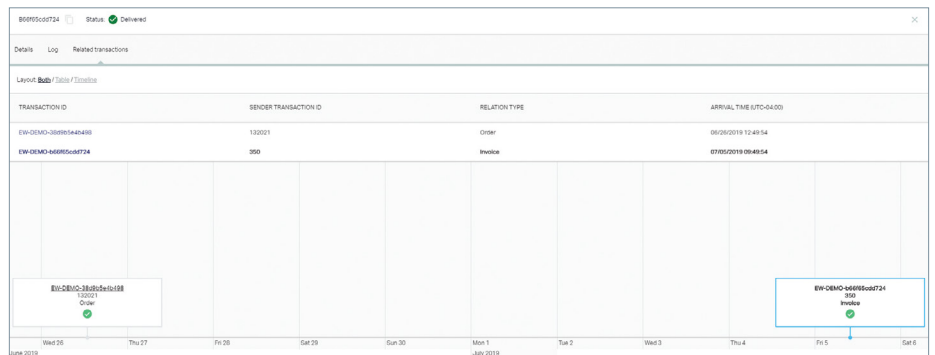 B66f65cdd724 Status: Delivered
Details Log Related transactions
Layout: Both / Table / Timeline
TRANSACTION ID SENDER TRANSACTION ID RELATION TYPE ARRIVAL TIME (UTC-04:00)
EW-DEMO-38d9b5e4b498 132021 Order 06/26/2019 12:49:54
EW-DEMO-b66f65cdd724 350 Invoice 07/05/2019 09:49:54
EW-DEMO-38d9b5e4b498
132021
Order
EW-DEMO-b66f65cdd724
350
Invoice
Wed 26 Thu 27 Fri 28 Sat 29 Sun 30 Mon 1 Tue 2 Wed 3 Thu 4 Fri 5 Sat 6
June 2019 July 2019